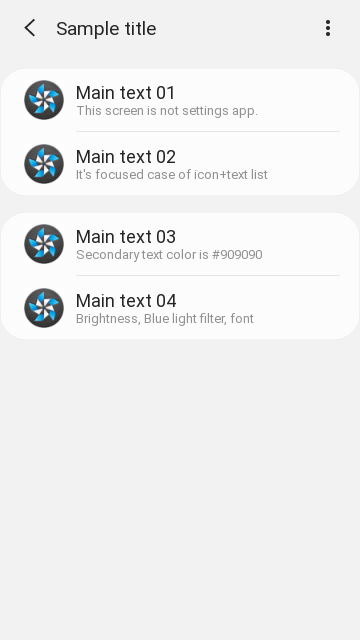 Sample title
Main text 01
This screen is not settings app.
Main text 02
It's focused case of icon+text list
Main text 03
Secondary text color is #909090
Main text 04
Brightness, Blue light filter, font